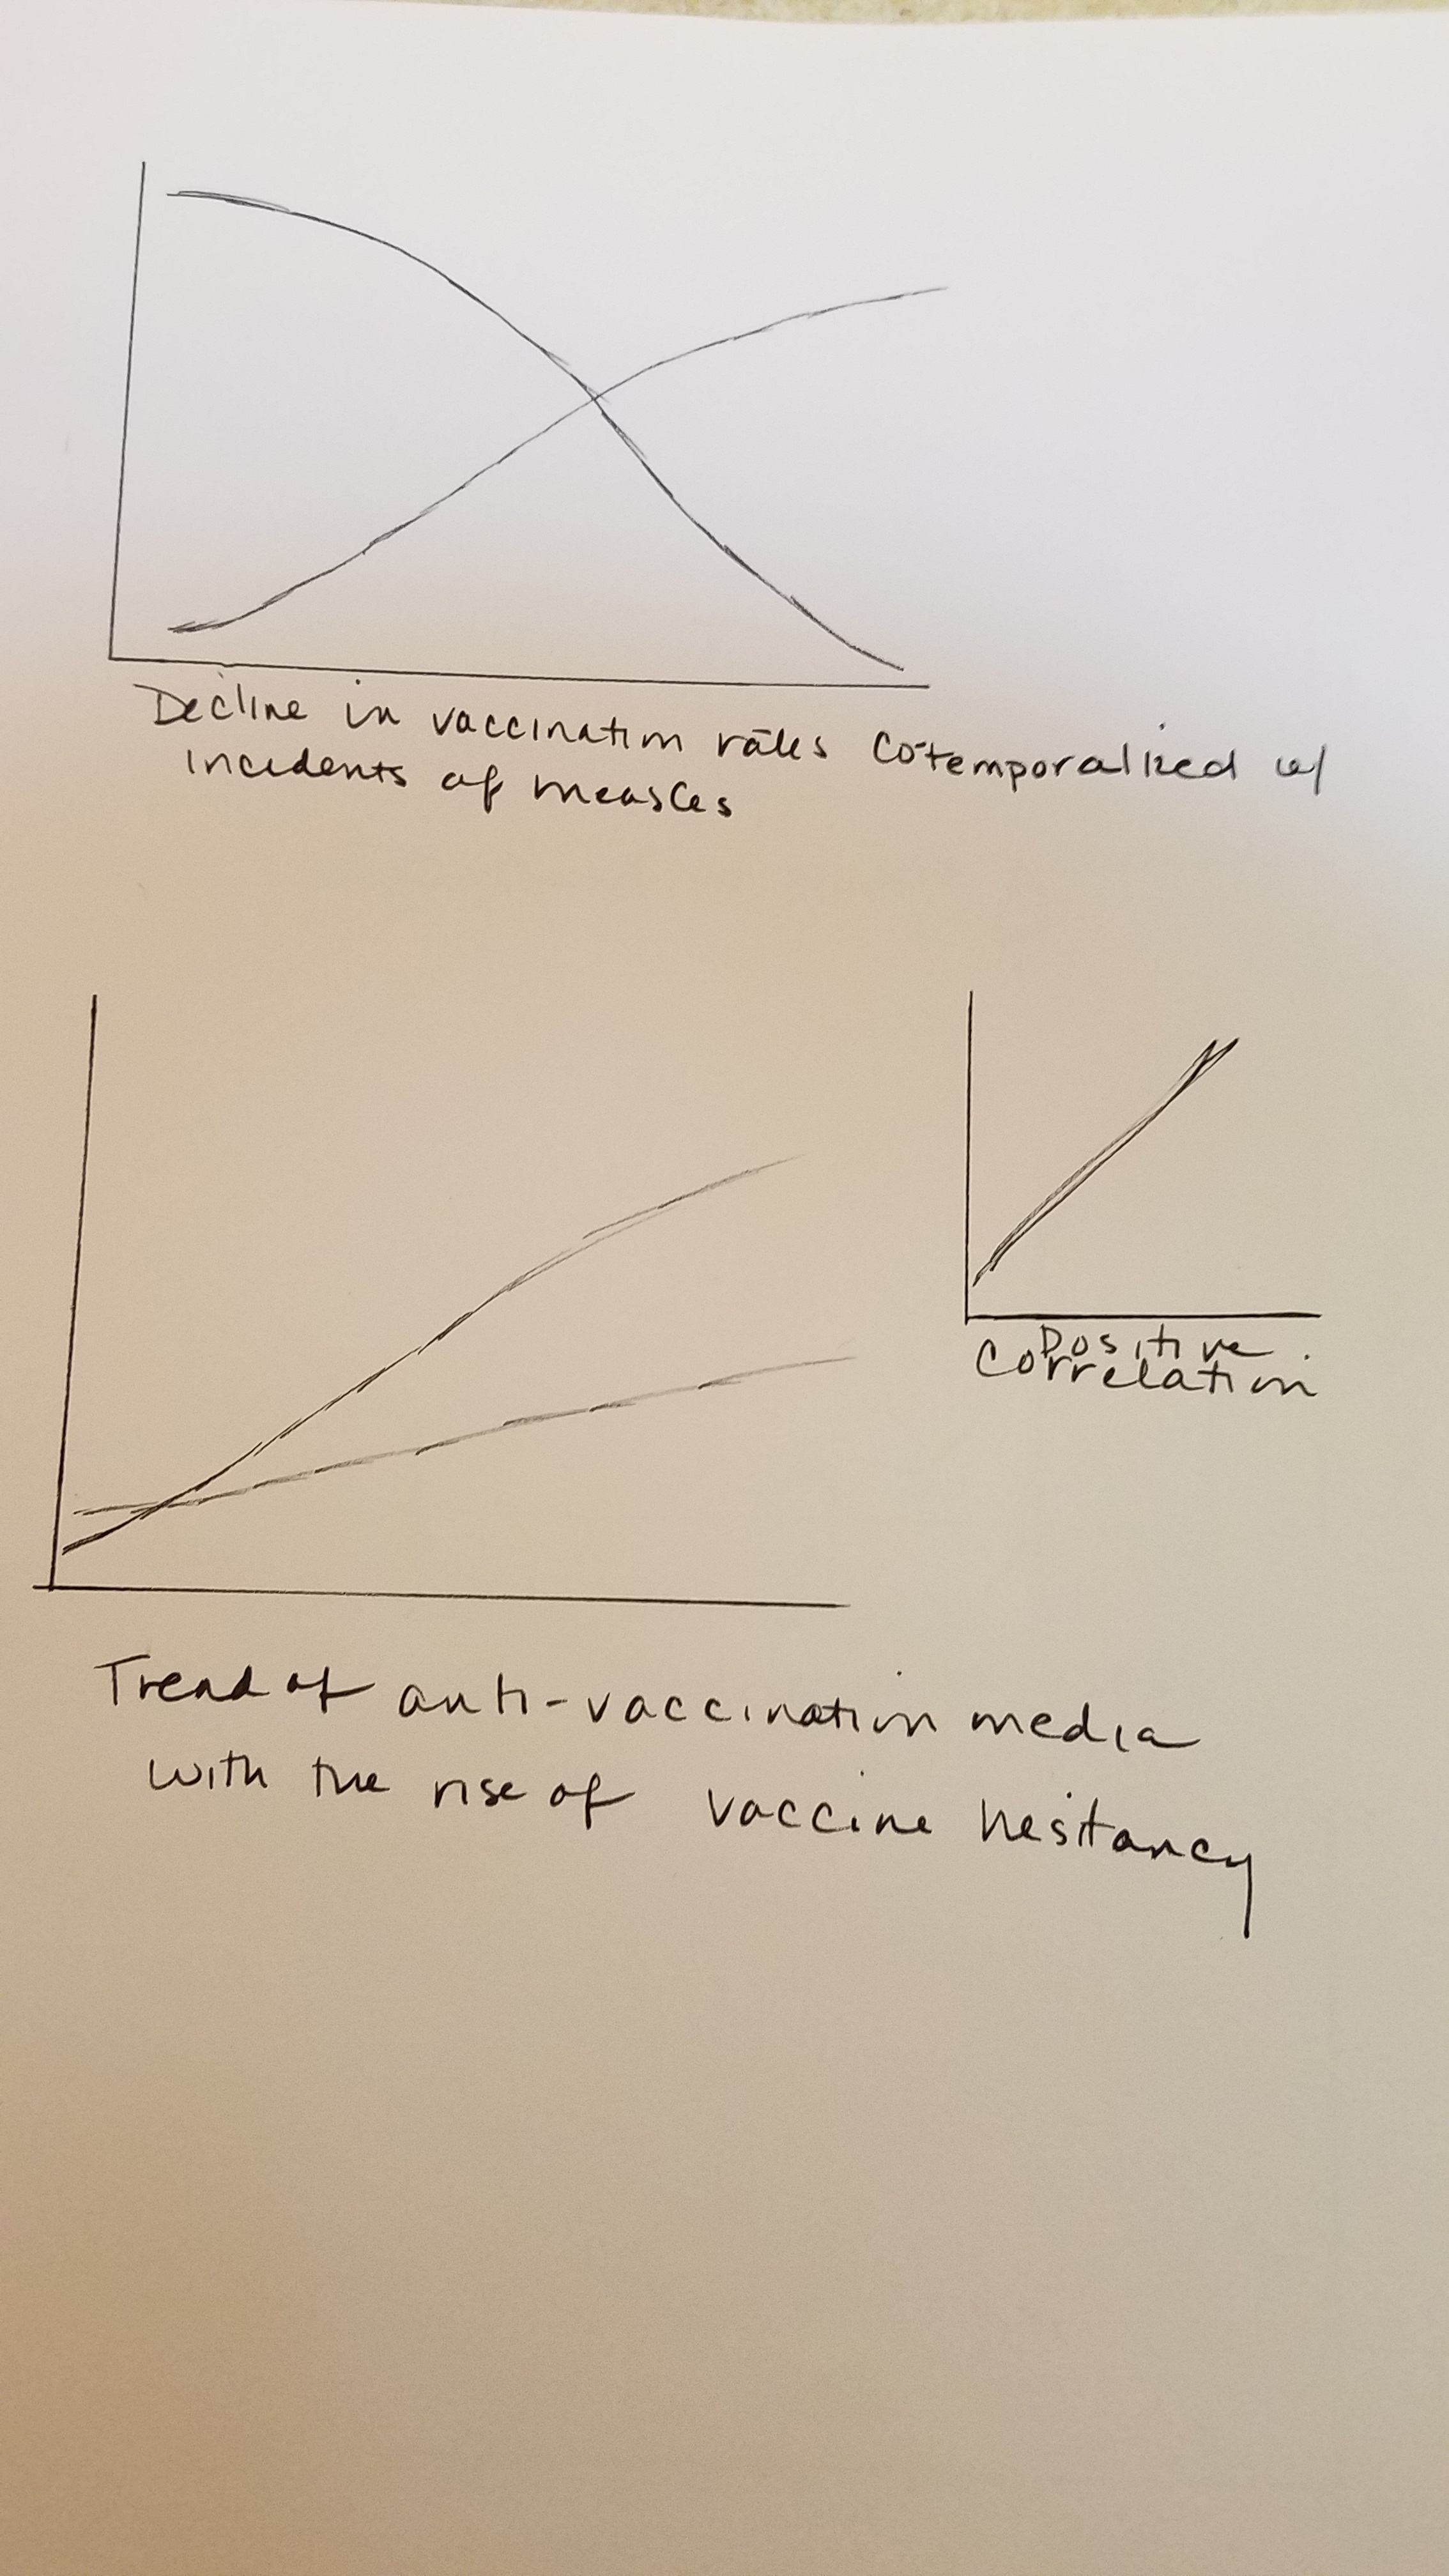 Decline in vaccination rates cotemporalized w/
incidents of measles
Positive
Correlation
Trend of anti-vaccination media
with the rise of vaccine hesitancy